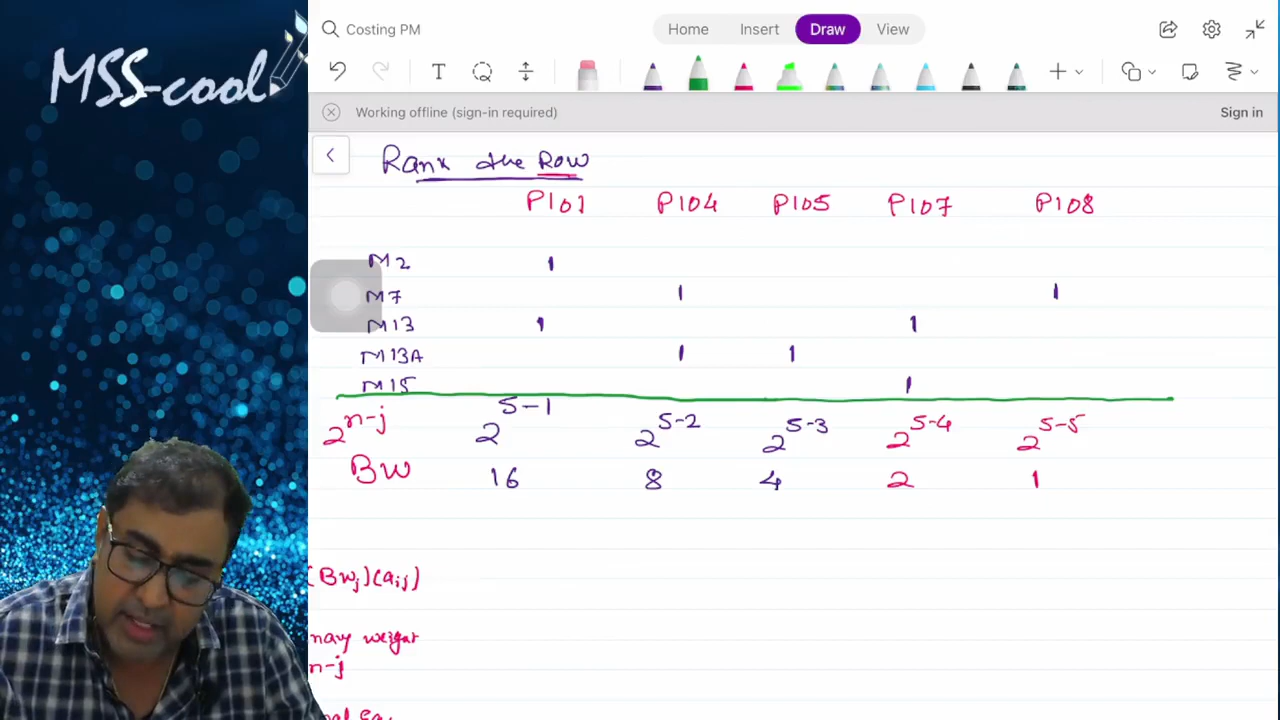 MSS-cool
Costing PM
Home Insert Draw View
T
Working offline (sign-in required) Sign in
Rank the Row
P101 P104 P105 P107 P108
M2 1
M7 1 1
M13 1 1
M13A 1 1
M15 1
2^n-j 2^5-1 2^5-2 2^5-3 2^5-4 2^5-5
BW 16 8 4 2 1
(Bwj)(aij)
nary weight
n-j